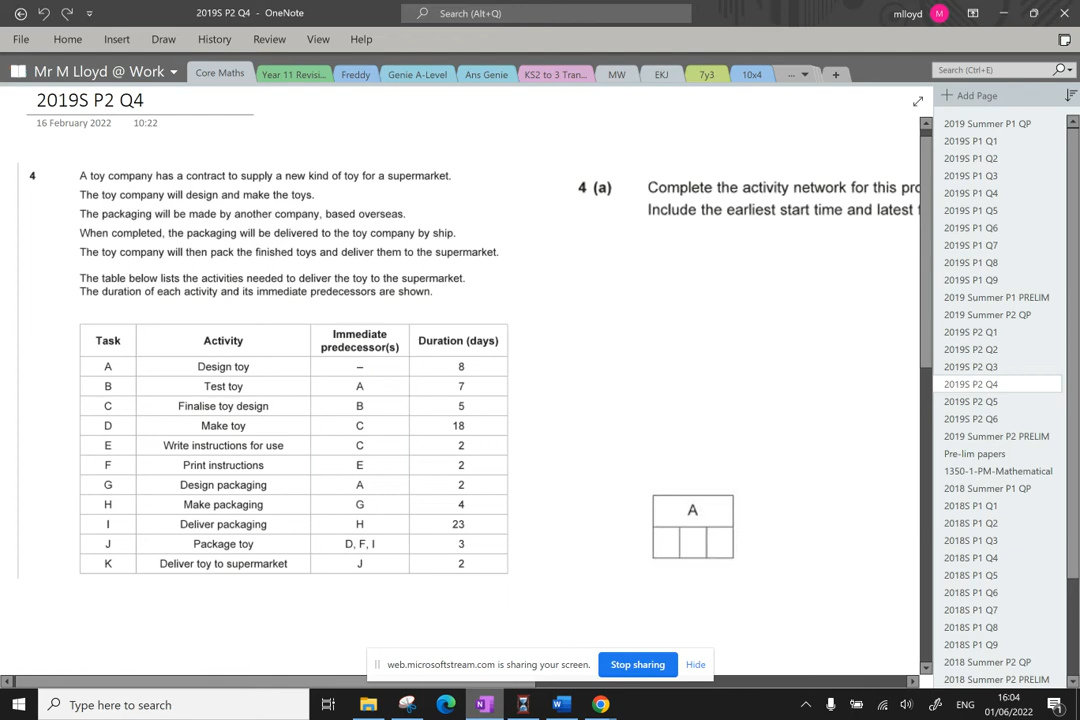 2019S P2 Q4 - OneNote
Search (Alt+Q)
mlloyd
M
File
Home
Insert
Draw
History
Review
View
Help
Mr M Lloyd @ Work
Core Maths
Year 11 Revisi...
Freddy
Genie A-Level
Ans Genie
KS2 to 3 Tran...
MW
EKJ
7y3
10x4
...
+
Search (Ctrl+E)
2019S P2 Q4
16 February 2022 10:22
4 A toy company has a contract to supply a new kind of toy for a supermarket.
The toy company will design and make the toys.
The packaging will be made by another company, based overseas.
When completed, the packaging will be delivered to the toy company by ship.
The toy company will then pack the finished toys and deliver them to the supermarket.
The table below lists the activities needed to deliver the toy to the supermarket.
The duration of each activity and its immediate predecessors are shown.
Task Activity Immediate predecessor(s) Duration (days)
A Design toy – 8
B Test toy A 7
C Finalise toy design B 5
D Make toy C 18
E Write instructions for use C 2
F Print instructions E 2
G Design packaging A 2
H Make packaging G 4
I Deliver packaging H 23
J Package toy D, F, I 3
K Deliver toy to supermarket J 2
4 (a) Complete the activity network for this pro
Include the earliest start time and latest
A
Add Page
2019 Summer P1 QP
2019S P1 Q1
2019S P1 Q2
2019S P1 Q3
2019S P1 Q4
2019S P1 Q5
2019S P1 Q6
2019S P1 Q7
2019S P1 Q8
2019S P1 Q9
2019 Summer P1 PRELIM
2019 Summer P2 QP
2019S P2 Q1
2019S P2 Q2
2019S P2 Q3
2019S P2 Q4
2019S P2 Q5
2019S P2 Q6
2019 Summer P2 PRELIM
Pre-lim papers
1350-1-PM-Mathematical
2018 Summer P1 QP
2018S P1 Q1
2018S P1 Q2
2018S P1 Q3
2018S P1 Q4
2018S P1 Q5
2018S P1 Q6
2018S P1 Q7
2018S P1 Q8
2018S P1 Q9
2018 Summer P2 QP
2018 Summer P2 PRELIM
web.microsoftstream.com is sharing your screen.
Stop sharing
Hide
Type here to search
ENG
16:04
01/06/2022